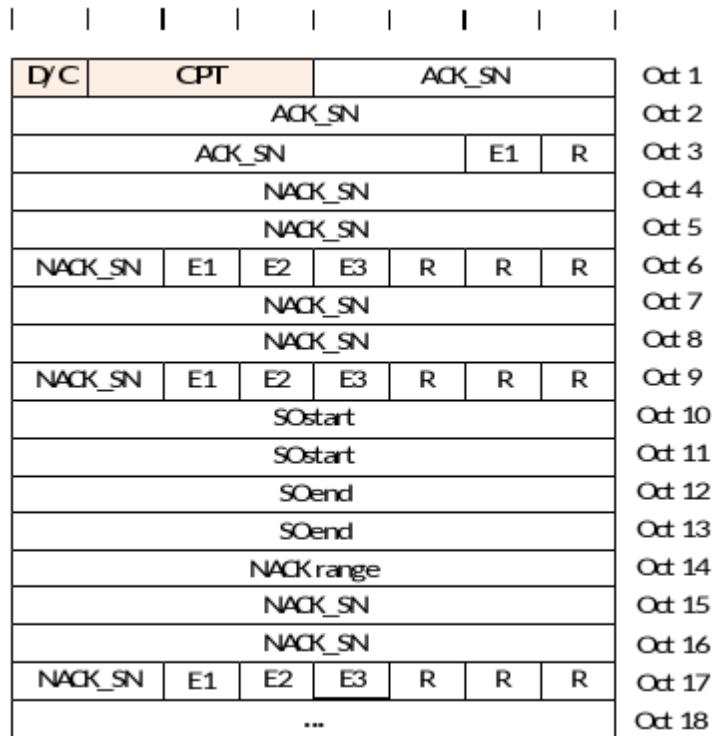 D/C CPT ACK_SN Oct 1
ACK_SN Oct 2
ACK_SN E1 R Oct 3
NACK_SN Oct 4
NACK_SN Oct 5
NACK_SN E1 E2 E3 R R R Oct 6
NACK_SN Oct 7
NACK_SN Oct 8
NACK_SN E1 E2 E3 R R R Oct 9
SOstart Oct 10
SOstart Oct 11
SOend Oct 12
SOend Oct 13
NACK range Oct 14
NACK_SN Oct 15
NACK_SN Oct 16
NACK_SN E1 E2 E3 R R R Oct 17
... Oct 18